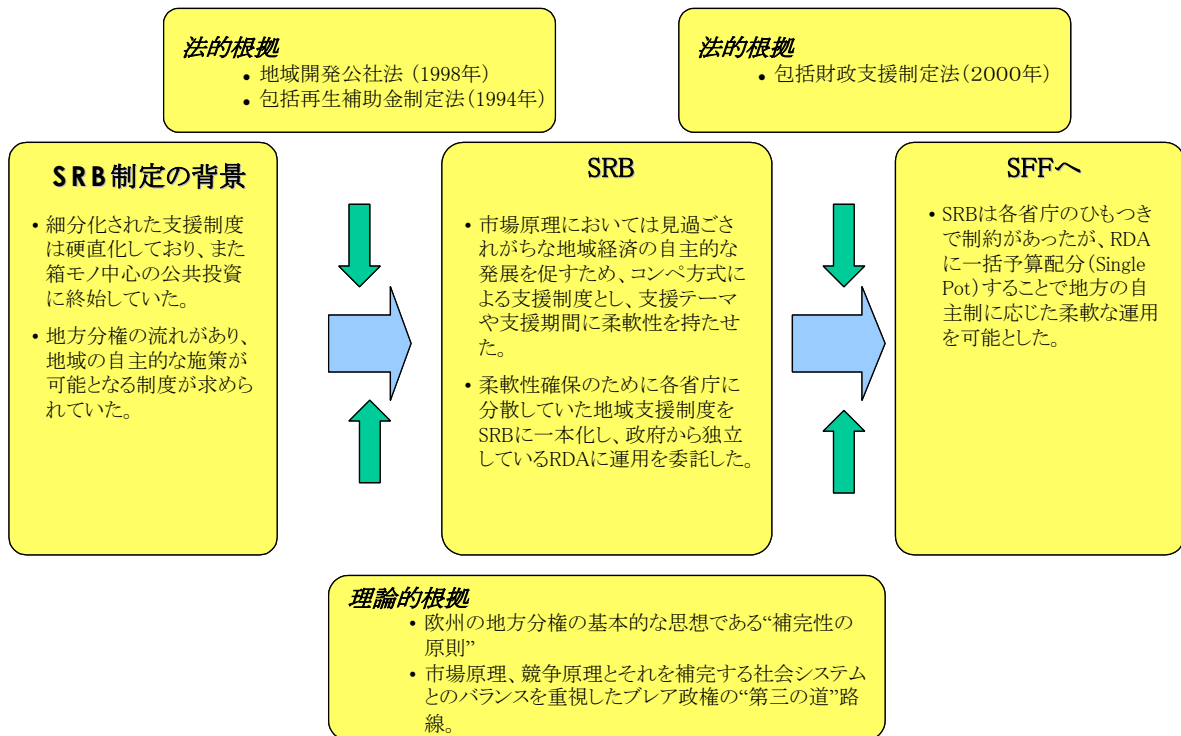 法的根拠
• 地域開発公社法 (1998年)
• 包括再生補助金制定法(1994年)
法的根拠
• 包括財政支援制定法(2000年)
SRB制定の背景
• 細分化された支援制度
は硬直化しており、また
箱モノ中心の公共投資
に終始していた。
• 地方分権の流れがあり、
地域の自主的な施策が
可能となる制度が求めら
れていた。
SRB
• 市場原理においては見過ごさ
れがちな地域経済の自主的な
発展を促すため、コンペ方式に
よる支援制度とし、支援テーマ
や支援期間に柔軟性を持たせ
た。
• 柔軟性確保のために各省庁に
分散していた地域支援制度を
SRBに一本化し、政府から独立
しているRDAに運用を委託した。
SFFへ
• SRBは各省庁のひもつき
で制約があったが、RDA
に一括予算配分(Single
Pot)することで地方の自
主制に応じた柔軟な運用
を可能とした。
理論的根拠
• 欧州の地方分権の基本的な思想である“補完性の
原則”
• 市場原理、競争原理とそれを補完する社会システム
とのバランスを重視したブレア政権の“第三の道”路
線。